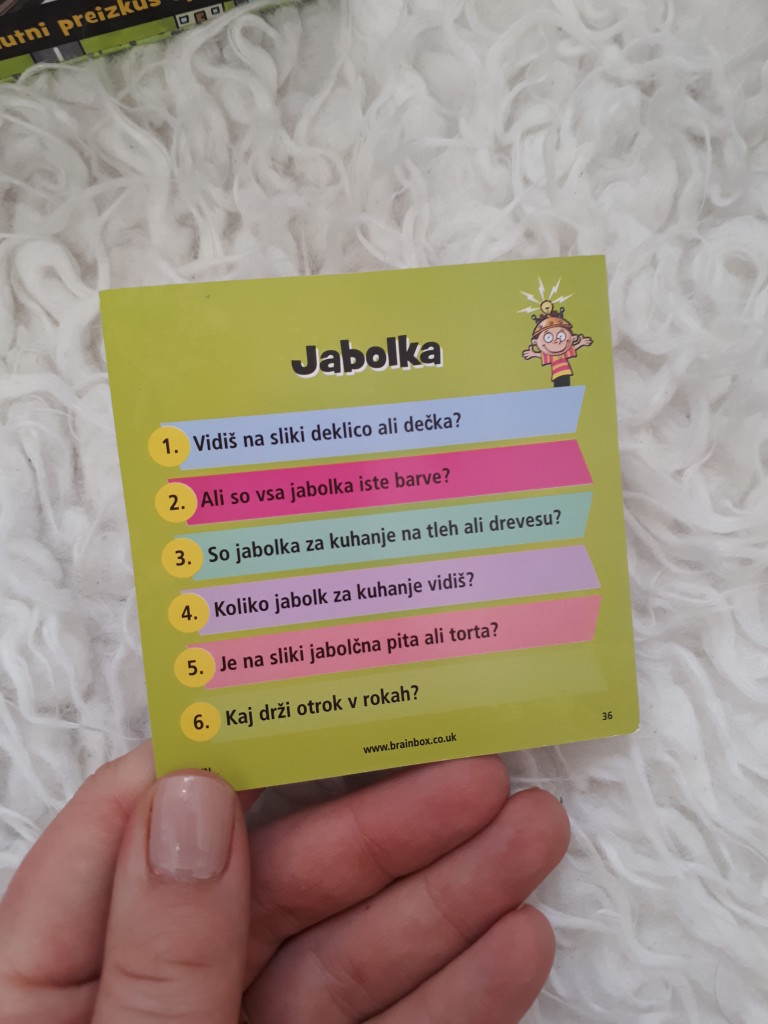 utni preizkus
Jabolka
1. Vidiš na sliki deklico ali dečka?
2. Ali so vsa jabolka iste barve?
3. So jabolka za kuhanje na tleh ali drevesu?
4. Koliko jabolk za kuhanje vidiš?
5. Je na sliki jabolčna pita ali torta?
6. Kaj drži otrok v rokah?
36
www.brainbox.co.uk